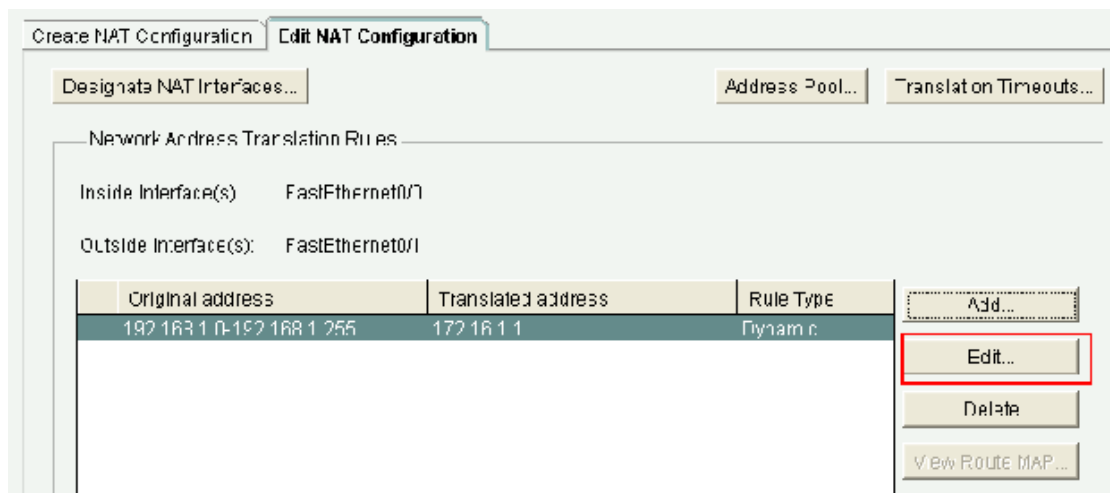 Create NAT Configuration Edit NAT Configuration
Designate NAT Interfaces... Address Pool... Translation Timeouts...
Network Address Translation Rules
Inside Interface(s) FastEthernet0/0
Outside Interface(s): FastEthernet0/1
Original address Translated address Rule Type Add...
192.168.1.0-192.168.1.255 172.16.1.1 Dynamic
Edit...
Delete
View Route MAP...